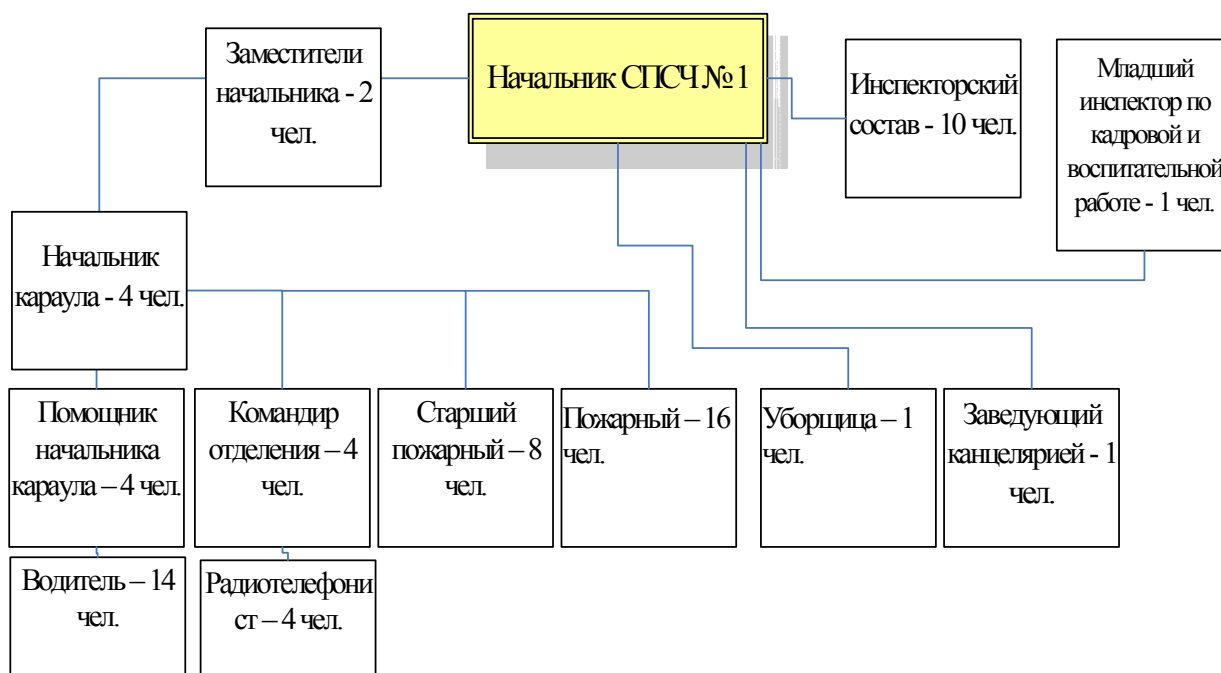 Заместители
начальника - 2
чел.
Начальник СПСЧ № 1
Инспекторский
состав - 10 чел.
Младший
инспектор по
кадровой и
воспитательной
работе - 1 чел.
Начальник
караула - 4 чел.
Помощник
начальника
караула – 4 чел.
Командир
отделения – 4
чел.
Старший
пожарный – 8
чел.
Пожарный – 16
чел.
Уборщица – 1
чел.
Заведующий
канцелярией - 1
чел.
Водитель – 14
чел.
Радиотелефони
ст – 4 чел.